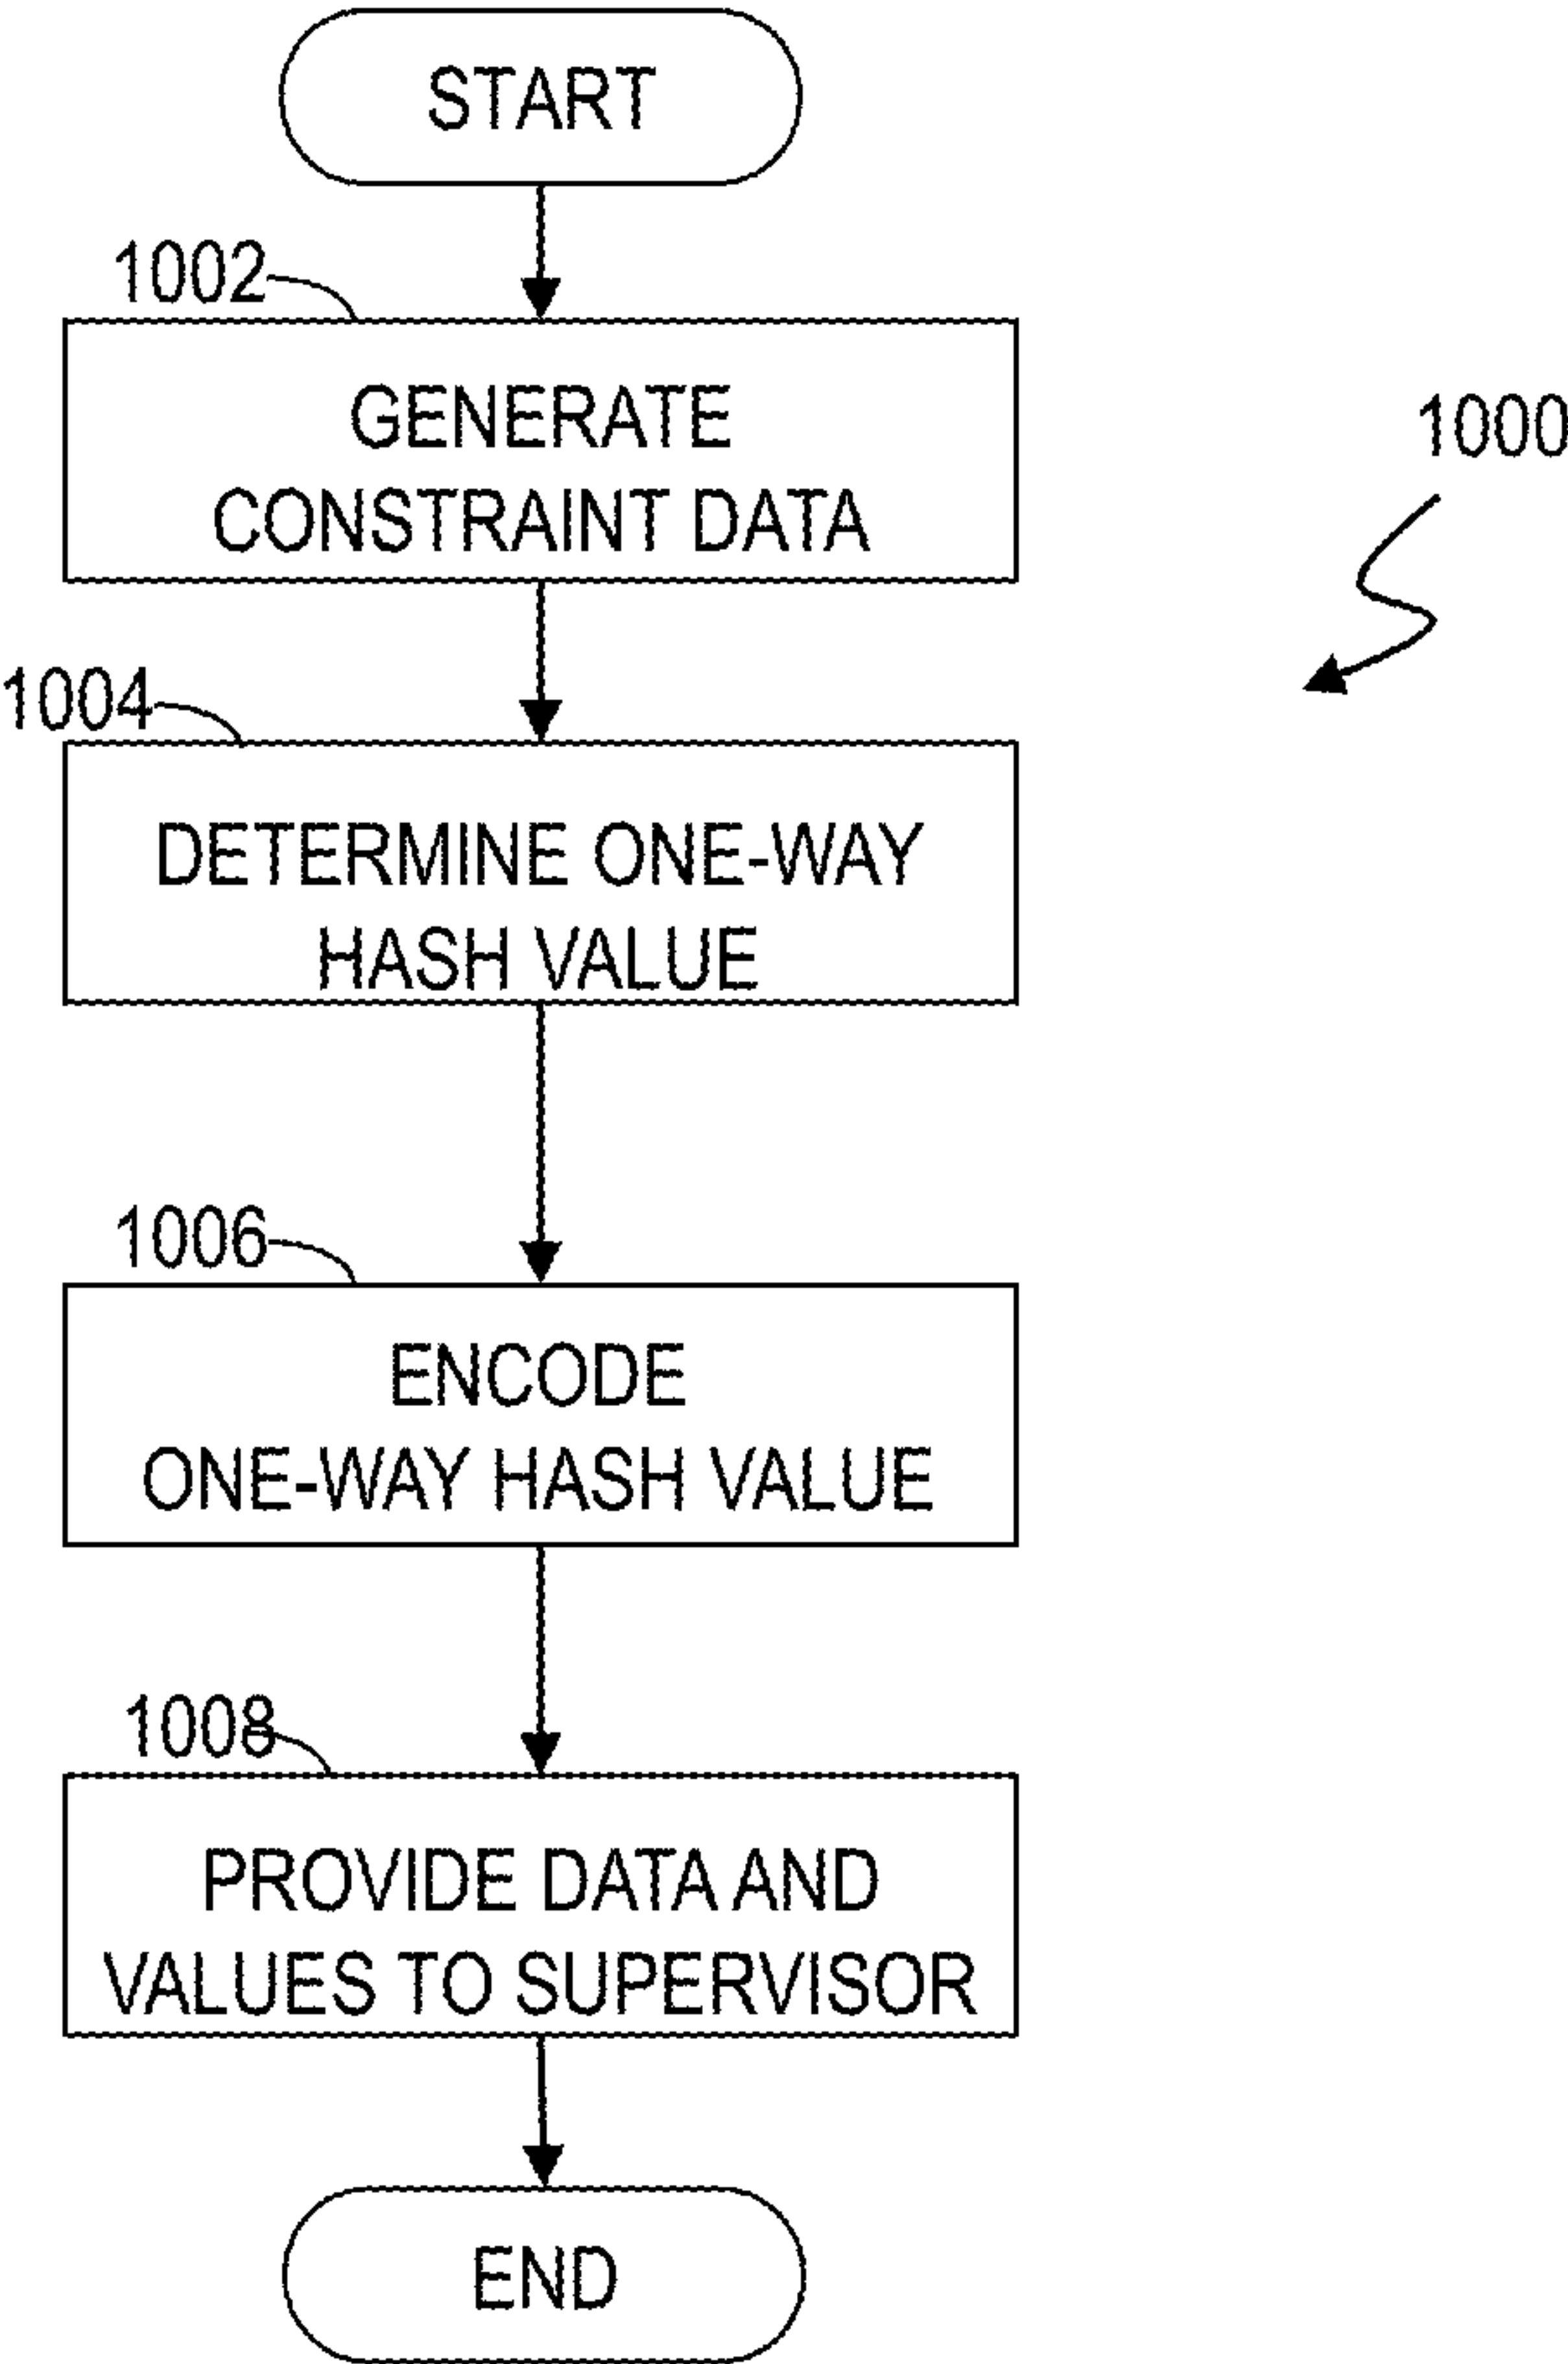 START
1002
GENERATE
CONSTRAINT DATA
1000
1004
DETERMINE ONE-WAY
HASH VALUE
1006
ENCODE
ONE-WAY HASH VALUE
1008
PROVIDE DATA AND
VALUES TO SUPERVISOR
END